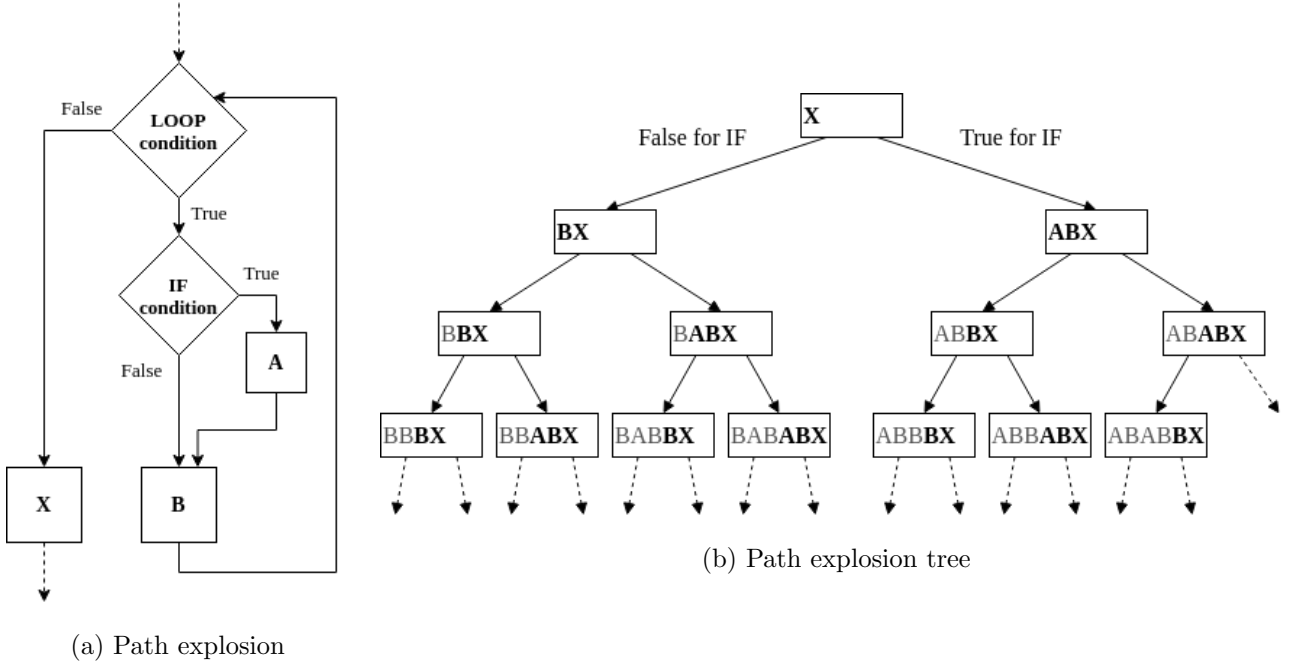 False
LOOP
condition
True
IF
condition
True
A
False
X
B
(a) Path explosion
X
False for IF
True for IF
BX
ABX
BBX
BABX
ABBX
ABABX
BBBX
BBABX
BABBX
BABABX
ABBBX
ABBABX
ABABBX
(b) Path explosion tree